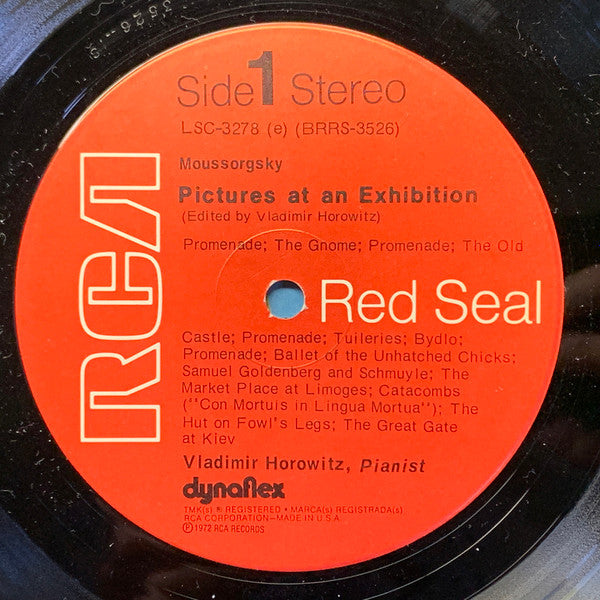 Side 1 Stereo
LSC-3278 (e) (BRRS-3526)
Moussorgsky
Pictures at an Exhibition
(Edited by Vladimir Horowitz)
Promenade; The Gnome; Promenade; The Old
RCA
Red Seal
Castle; Promenade; Tuileries; Bydlo;
Promenade; Ballet of the Unhatched Chicks;
Samuel Goldenberg and Schmuyle; The
Market Place at Limoges; Catacombs
("Con Mortuis in Lingua Mortua"); The
Hut on Fowl's Legs; The Great Gate
at Kiev
Vladimir Horowitz, Pianist
dynaflex
TMK(s) ® REGISTERED • MARCA(s) REGISTRADA(s)
RCA CORPORATION—MADE IN U.S.A.
℗ 1972 RCA RECORDS